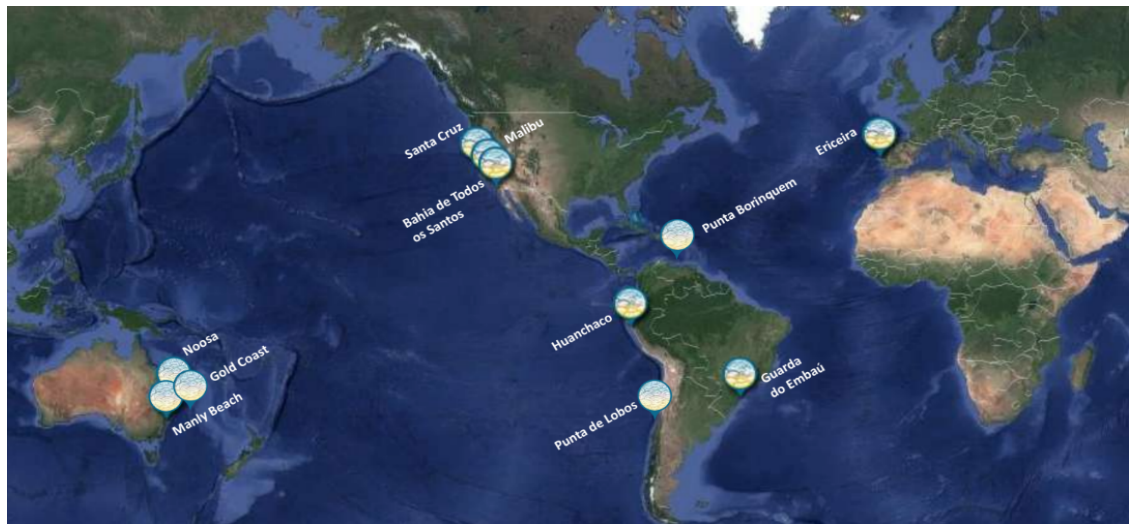 Santa Cruz
Malibu
Bahia de Todos
os Santos
Ericeira
Punta Borinquem
Huanchaco
Guarda
do Embaú
Punta de Lobos
Noosa
Gold Coast
Manly Beach